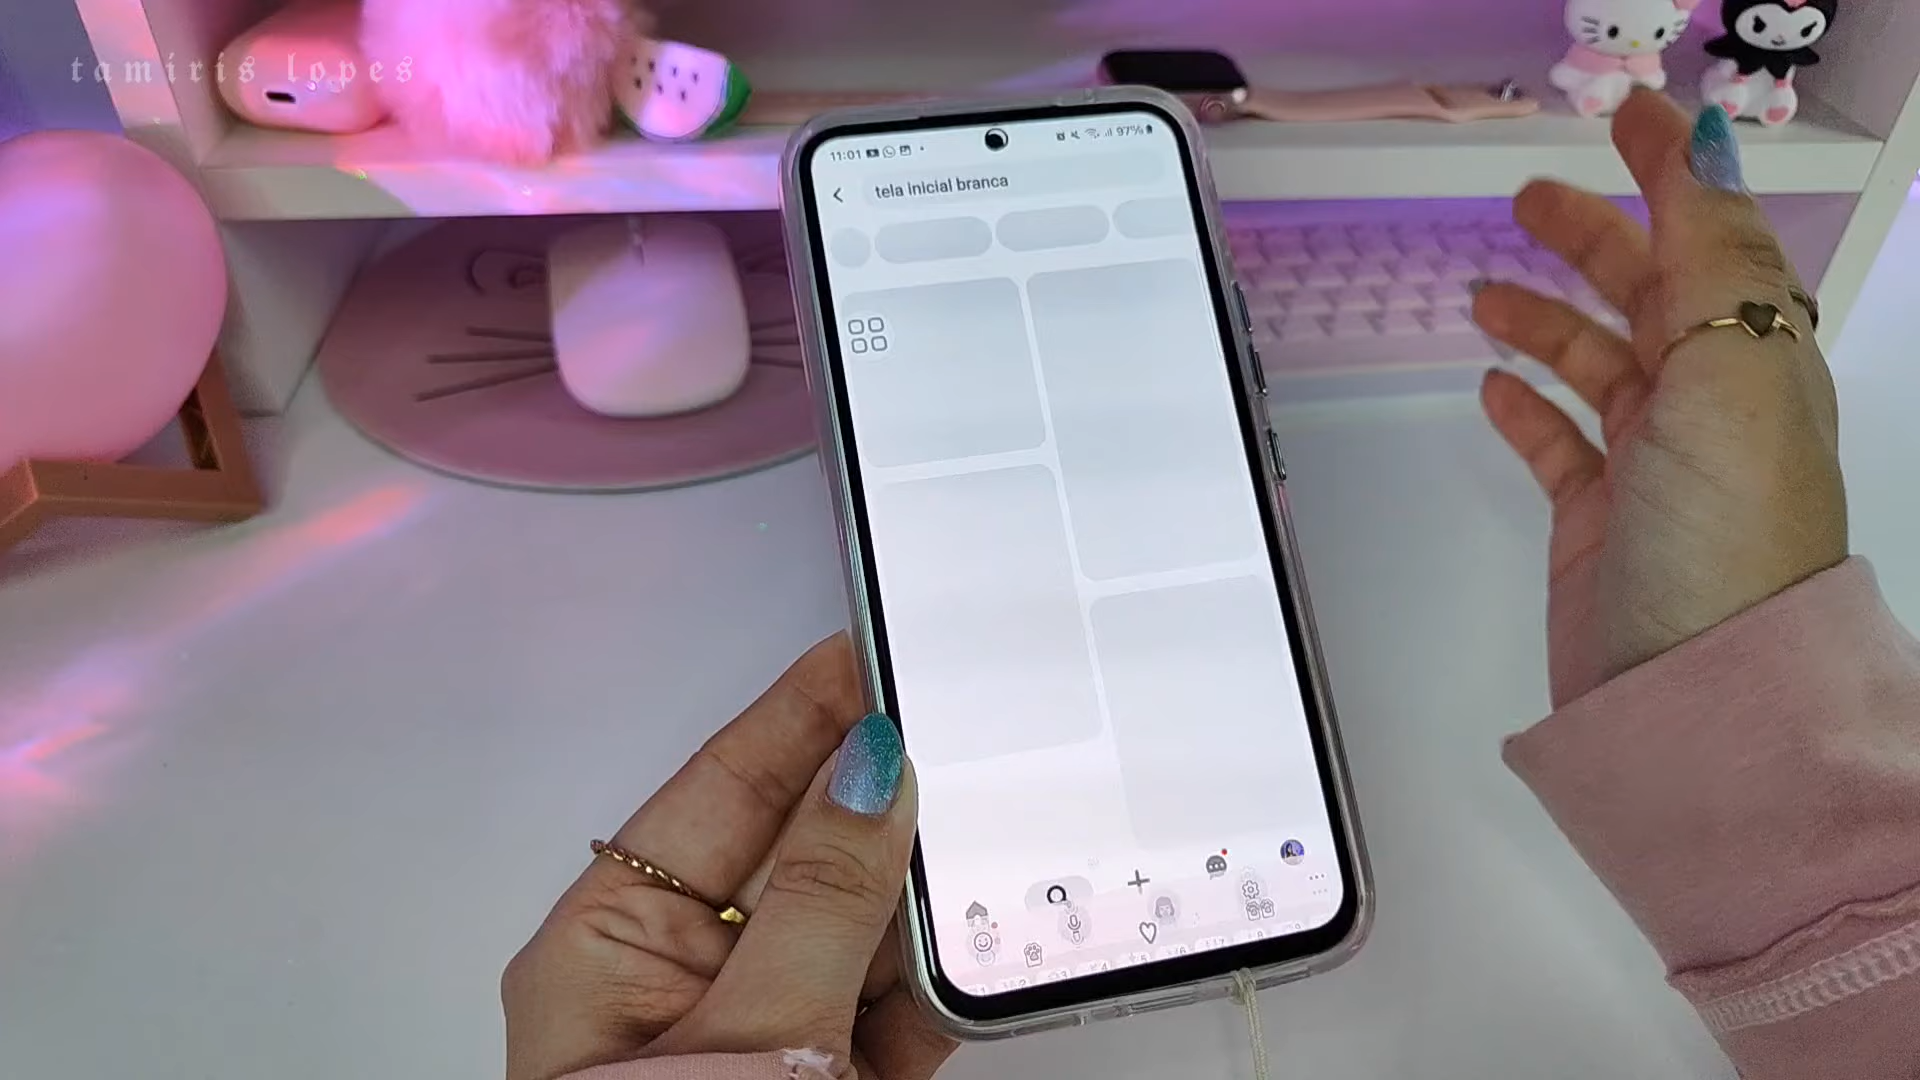 tamiris lopes
11:01
97%
tela inicial branca